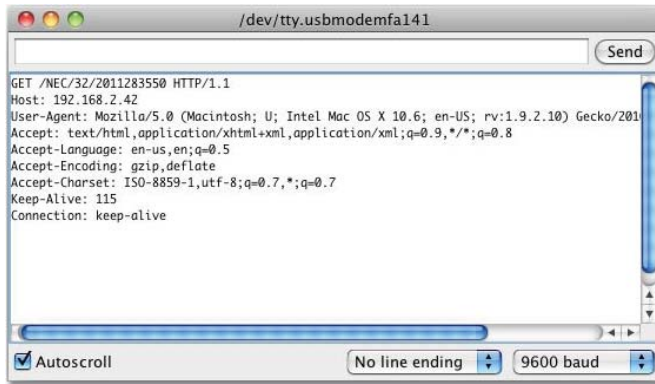 /dev/tty.usbmodemfa141
Send
GET /NEC/32/2011283550 HTTP/1.1
Host: 192.168.2.42
User-Agent: Mozilla/5.0 (Macintosh; U; Intel Mac OS X 10.6; en-US; rv:1.9.2.10) Gecko/201
Accept: text/html,application/xhtml+xml,application/xml;q=0.9,*/*;q=0.8
Accept-Language: en-us,en;q=0.5
Accept-Encoding: gzip,deflate
Accept-Charset: ISO-8859-1,utf-8;q=0.7,*;q=0.7
Keep-Alive: 115
Connection: keep-alive
Autoscroll
No line ending
9600 baud